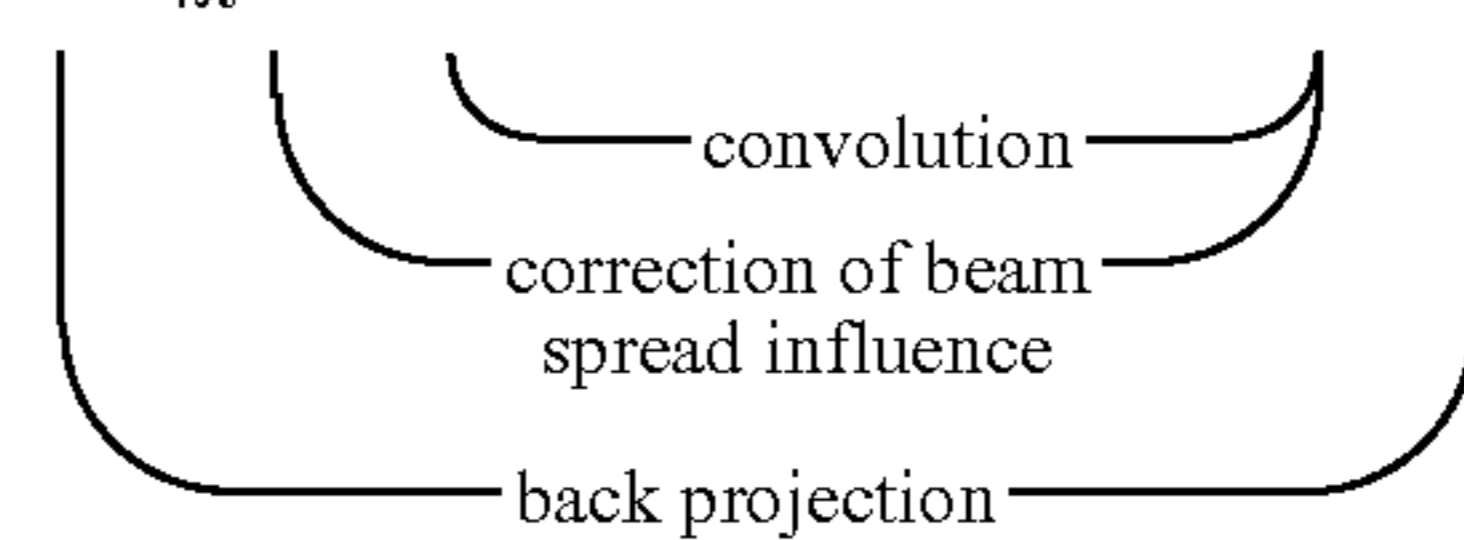 convolution
correction of beam
spread influence
back projection